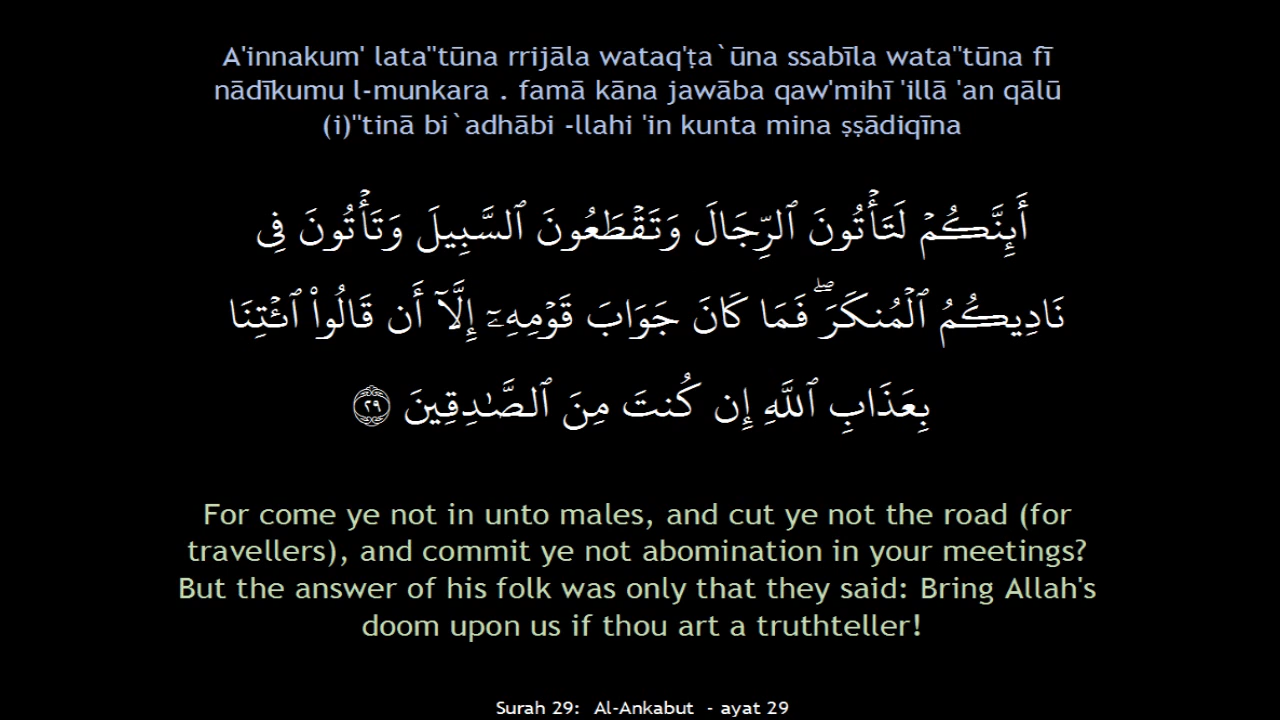 A'innakum' lata"tūna rrijāla wataq'ṭa`ūna ssabīla wata"tūna fī
nādīkumu l-munkara . famā kāna jawāba qaw'mihī 'illā 'an qālū
(i)"tinā bi`adhābi -llahi 'in kunta mina ṣṣādiqīna
أَئِنَّكُمۡ لَتَأۡتُونَ ٱلرِّجَالَ وَتَقۡطَعُونَ ٱلسَّبِيلَ وَتَأۡتُونَ فِى
نَادِيكُمُ ٱلۡمُنكَرَۖ فَمَا كَانَ جَوَابَ قَوۡمِهِۦٓ إِلَّآ أَن قَالُوا۟ ٱئۡتِنَا
بِعَذَابِ ٱللَّهِ إِن كُنتَ مِنَ ٱلصَّـٰدِقِينَ ٢٩
For come ye not in unto males, and cut ye not the road (for
travellers), and commit ye not abomination in your meetings?
But the answer of his folk was only that they said: Bring Allah's
doom upon us if thou art a truthteller!
Surah 29: Al-Ankabut - ayat 29